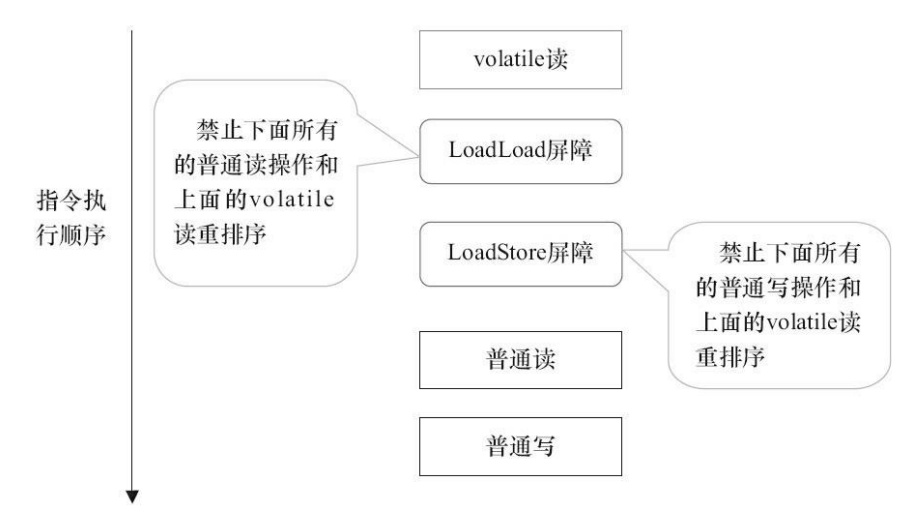 volatile读
禁止下面所有
的普通读操作和
上面的volatile
读重排序
LoadLoad屏障
指令执
行顺序
LoadStore屏障
禁止下面所有
的普通写操作和
上面的volatile读
重排序
普通读
普通写